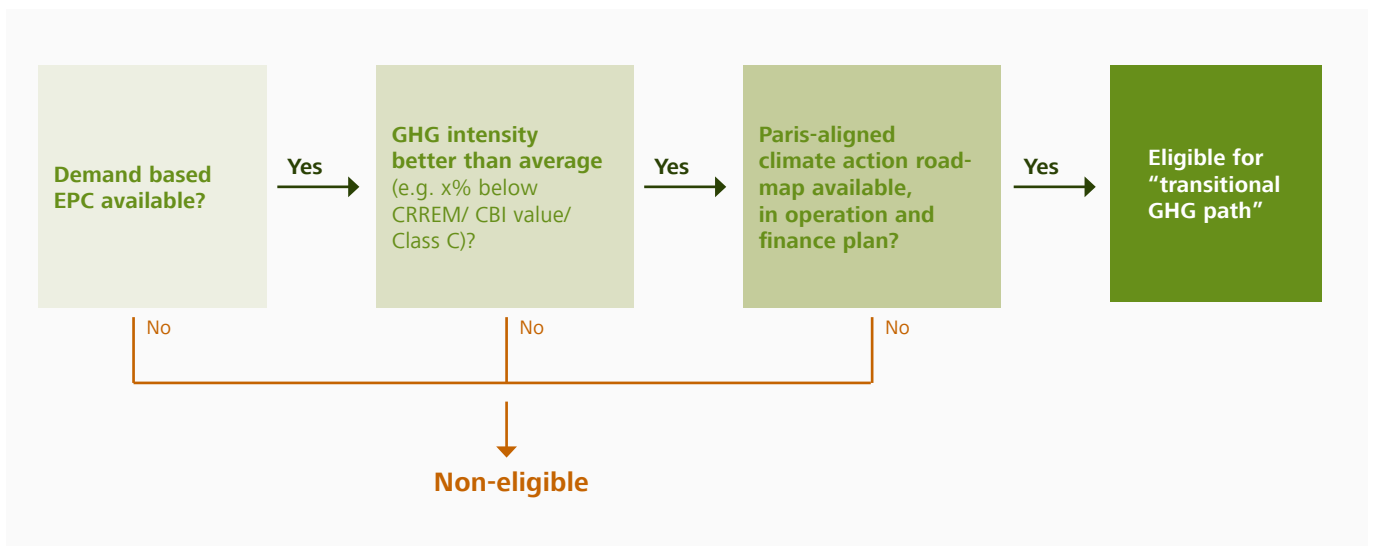 Demand based
EPC available?
Yes
GHG intensity
better than average
(e.g. x% below
CRREM/ CBI value/
Class C)?
Yes
Paris-aligned
climate action road-
map available,
in operation and
finance plan?
Yes
Eligible for
“transitional
GHG path”
No
No
No
Non-eligible